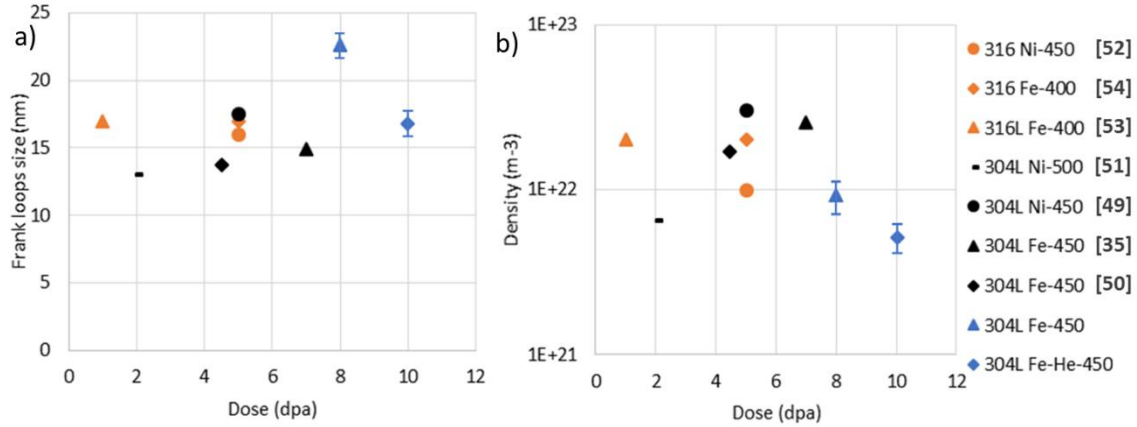 a)
Frank loops size(nm)
25
20
15
10
5
0
0 2 4 6 8 10 12
Dose (dpa)
b)
Density (m-3)
1E+23
1E+22
1E+21
0 2 4 6 8 10 12
Dose (dpa)
316 Ni-450 [52]
316 Fe-400 [54]
316L Fe-400 [53]
304L Ni-500 [51]
304L Ni-450 [49]
304L Fe-450 [35]
304L Fe-450 [50]
304L Fe-450
304L Fe-He-450